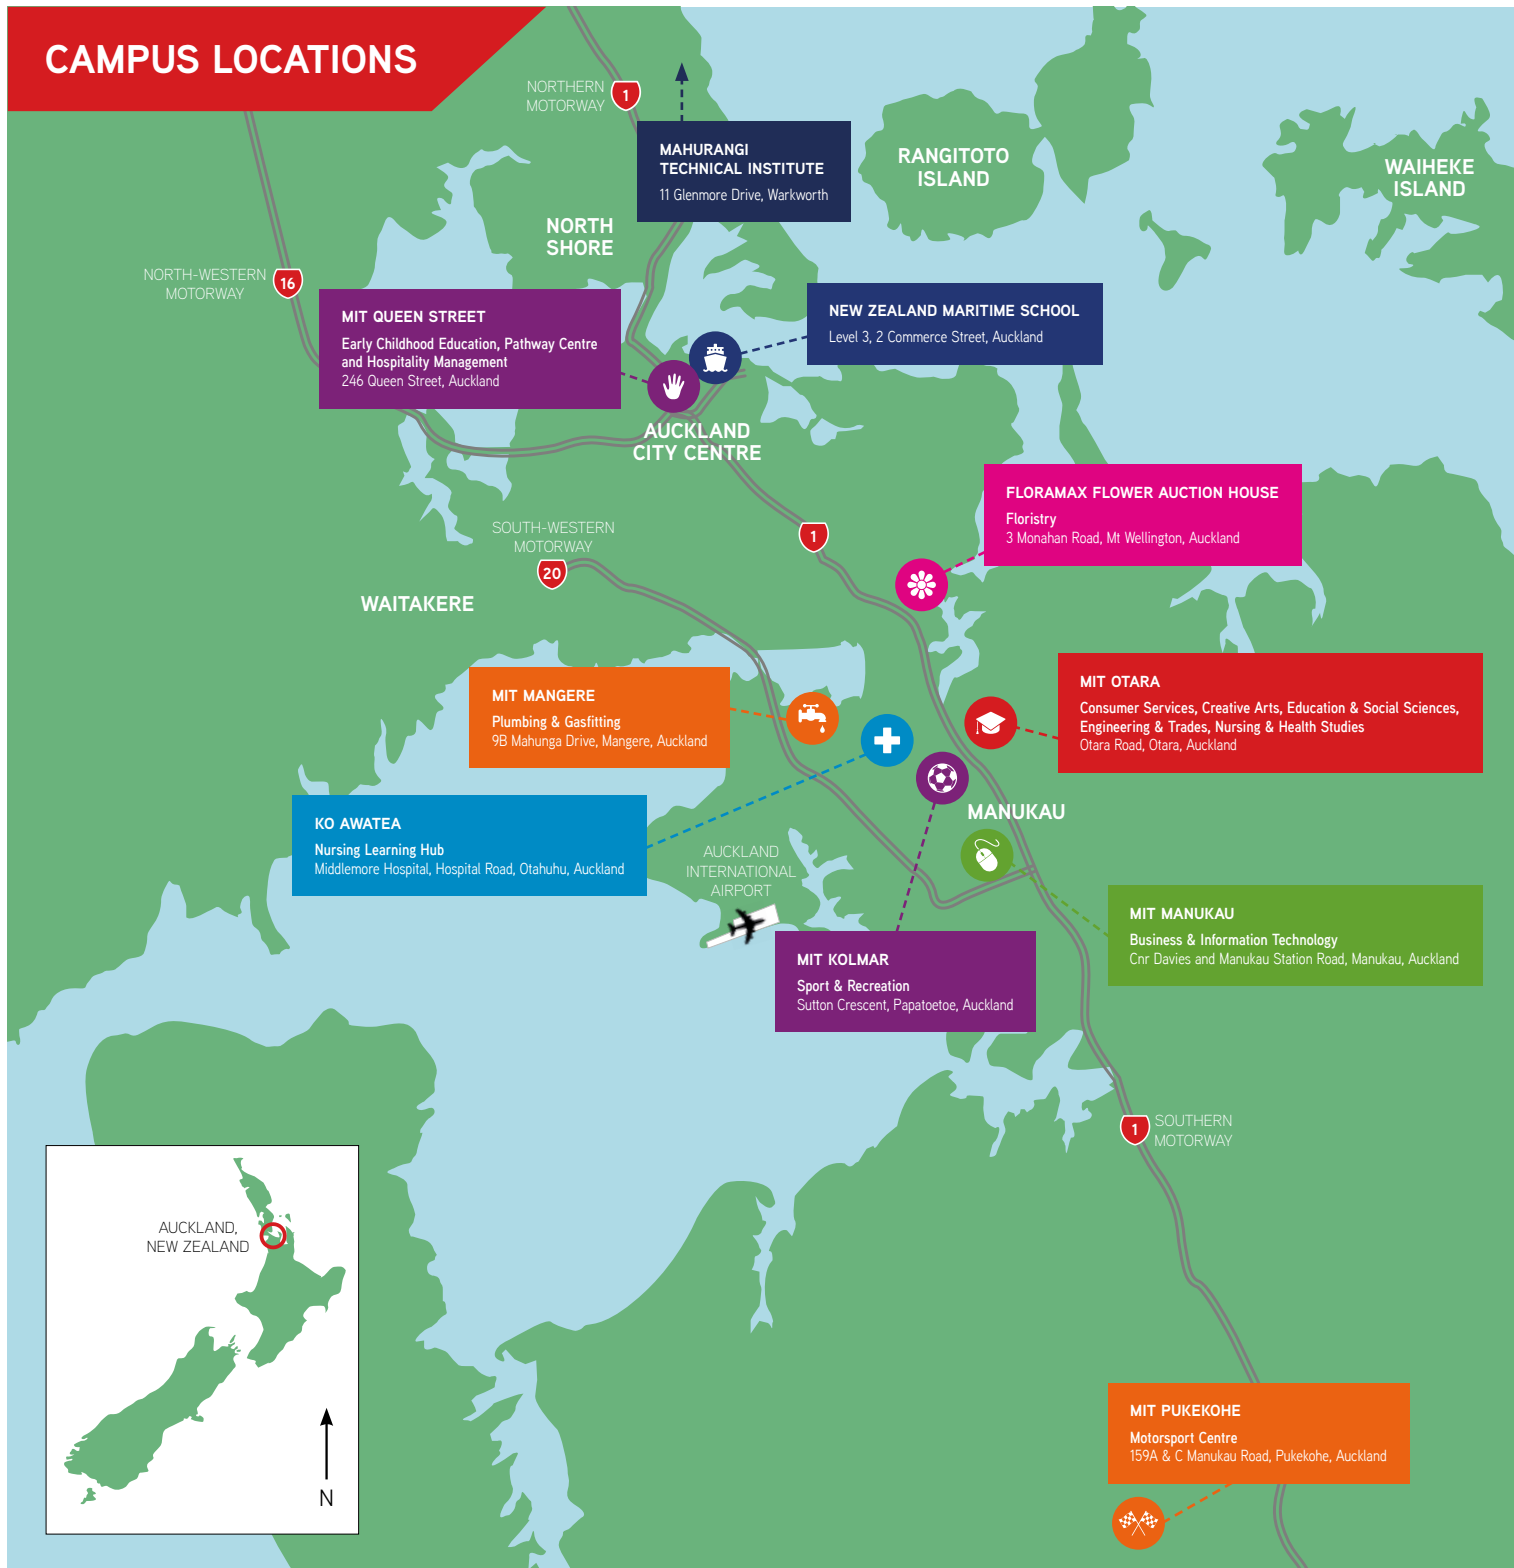 CAMPUS LOCATIONS
NORTHERN
MOTORWAY
1
MAHURANGI
TECHNICAL INSTITUTE
11 Glenmore Drive, Warkworth
RANGITOTO
ISLAND
WAIHEKE
ISLAND
NORTH
SHORE
NORTH-WESTERN
MOTORWAY
16
MIT QUEEN STREET
Early Childhood Education, Pathway Centre
and Hospitality Management
246 Queen Street, Auckland
NEW ZEALAND MARITIME SCHOOL
Level 3, 2 Commerce Street, Auckland
AUCKLAND
CITY CENTRE
FLORAMAX FLOWER AUCTION HOUSE
Floristry
3 Monahan Road, Mt Wellington, Auckland
SOUTH-WESTERN
MOTORWAY
20
1
WAITAKERE
MIT MANGERE
Plumbing & Gasfitting
9B Mahunga Drive, Mangere, Auckland
MIT OTARA
Consumer Services, Creative Arts, Education & Social Sciences,
Engineering & Trades, Nursing & Health Studies
Otara Road, Otara, Auckland
KO AWATEA
Nursing Learning Hub
Middlemore Hospital, Hospital Road, Otahuhu, Auckland
MANUKAU
AUCKLAND
INTERNATIONAL
AIRPORT
MIT MANUKAU
Business & Information Technology
Cnr Davies and Manukau Station Road, Manukau, Auckland
MIT KOLMAR
Sport & Recreation
Sutton Crescent, Papatoetoe, Auckland
1
SOUTHERN
MOTORWAY
AUCKLAND,
NEW ZEALAND
N
MIT PUKEKOHE
Motorsport Centre
159A & C Manukau Road, Pukekohe, Auckland